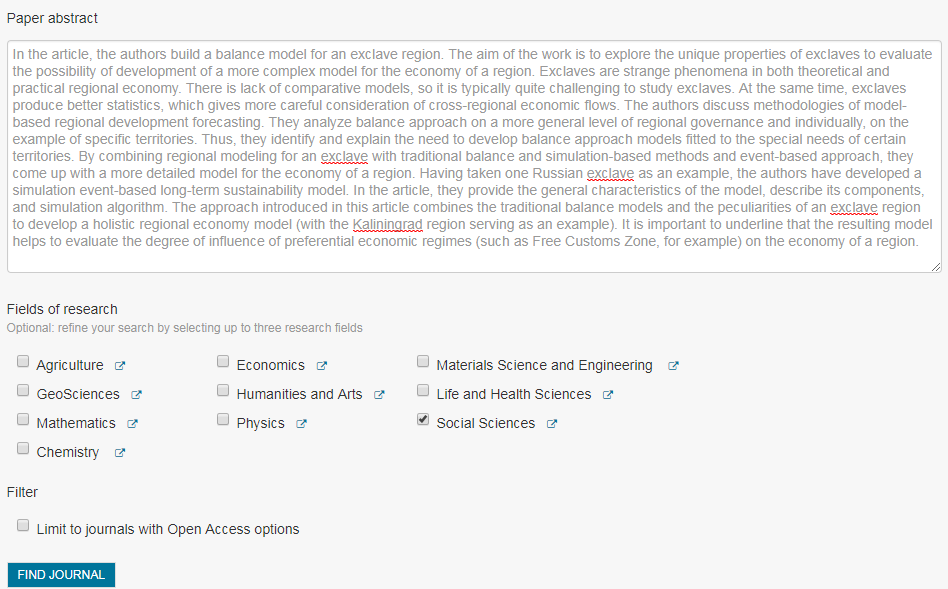 Paper abstract
In the article, the authors build a balance model for an exclave region. The aim of the work is to explore the unique properties of exclaves to evaluate
the possibility of development of a more complex model for the economy of a region. Exclaves are strange phenomena in both theoretical and
practical regional economy. There is lack of comparative models, so it is typically quite challenging to study exclaves. At the same time, exclaves
produce better statistics, which gives more careful consideration of cross-regional economic flows. The authors discuss methodologies of model-
based regional development forecasting. They analyze balance approach on a more general level of regional governance and individually, on the
example of specific territories. Thus, they identify and explain the need to develop balance approach models fitted to the special needs of certain
territories. By combining regional modeling for an exclave with traditional balance and simulation-based methods and event-based approach, they
come up with a more detailed model for the economy of a region. Having taken one Russian exclave as an example, the authors have developed a
simulation event-based long-term sustainability model. In the article, they provide the general characteristics of the model, describe its components,
and simulation algorithm. The approach introduced in this article combines the traditional balance models and the peculiarities of an exclave region
to develop a holistic regional economy model (with the Kaliningrad region serving as an example). It is important to underline that the resulting model
helps to evaluate the degree of influence of preferential economic regimes (such as Free Customs Zone, for example) on the economy of a region.
Fields of research
Optional: refine your search by selecting up to three research fields
Agriculture Economics Materials Science and Engineering
GeoSciences Humanities and Arts Life and Health Sciences
Mathematics Physics Social Sciences
Chemistry
Filter
Limit to journals with Open Access options
FIND JOURNAL